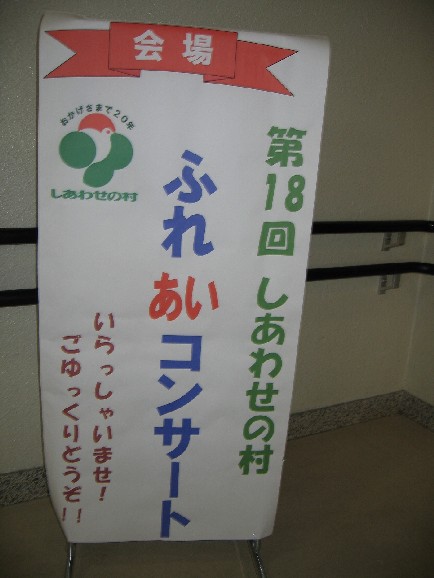 会場
おかげさまで20年
しあわせの村
第18回 しあわせの村
ふれあいコンサート
いらっしゃいませ!
ごゆっくりどうぞ!!